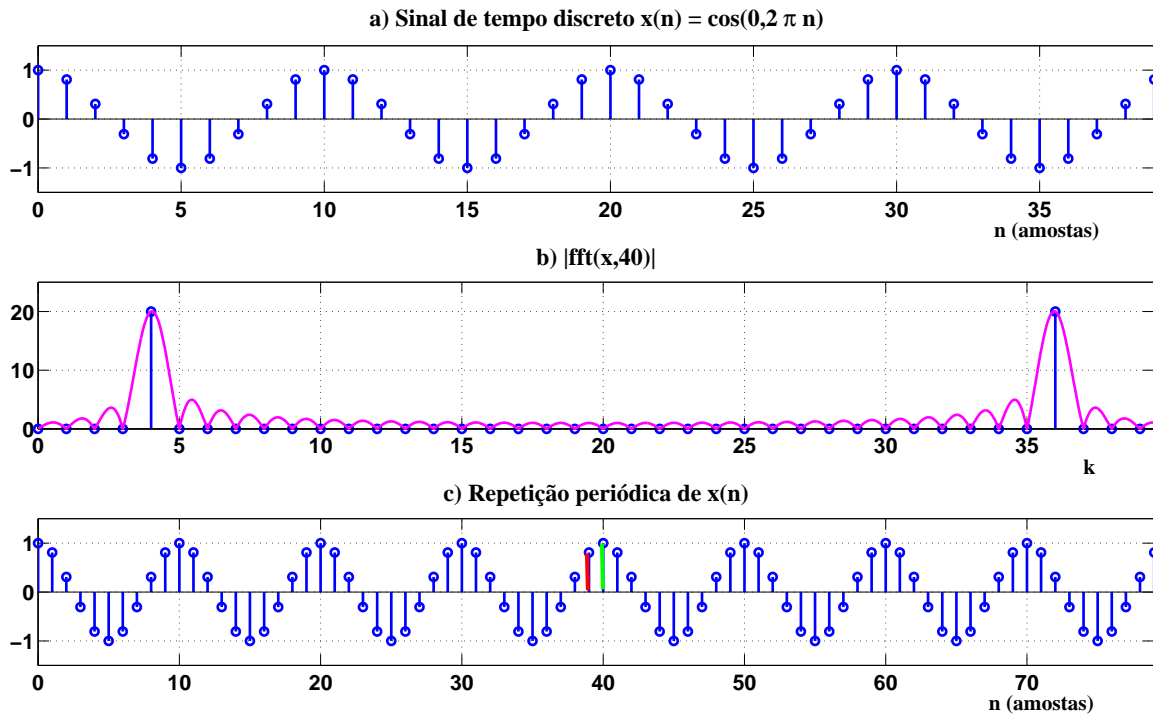 a) Sinal de tempo discreto x(n) = cos(0,2 π n)
1
0
−1
0 5 10 15 20 25 30 35
n (amostas)
b) |fft(x,40)|
20
10
0
0 5 10 15 20 25 30 35
k
c) Repetição periódica de x(n)
1
0
−1
0 10 20 30 40 50 60 70
n (amostas)